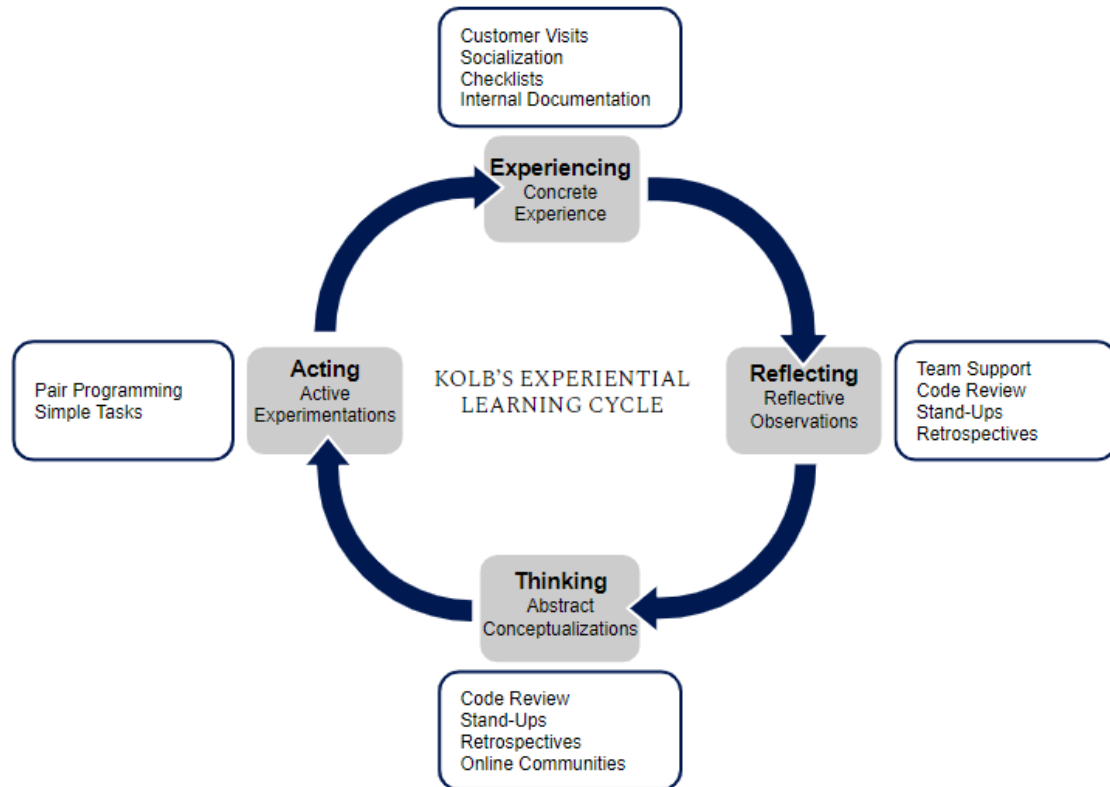 Customer Visits
Socialization
Checklists
Internal Documentation
Experiencing
Concrete
Experience
Acting
Active
Experimentations
Pair Programming
Simple Tasks
KOLB'S EXPERIENTIAL
LEARNING CYCLE
Reflecting
Reflective
Observations
Team Support
Code Review
Stand-Ups
Retrospectives
Thinking
Abstract
Conceptualizations
Code Review
Stand-Ups
Retrospectives
Online Communities